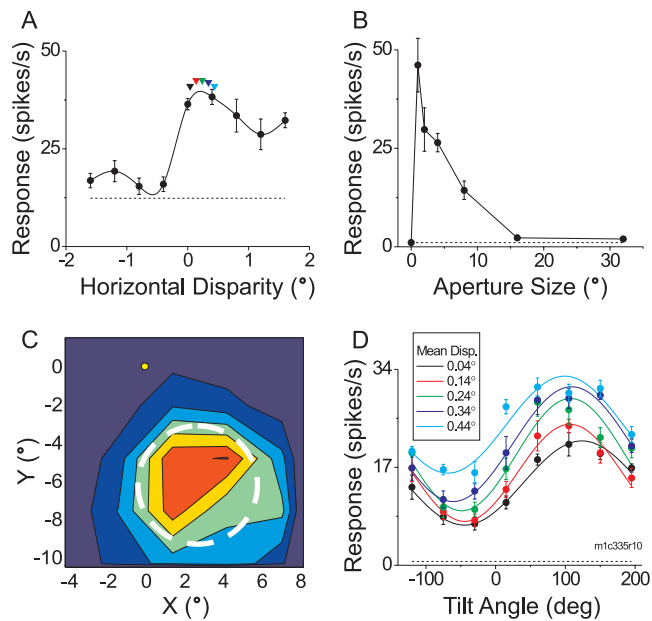 A
50
25
0
Response (spikes/s)
-2
-1
0
1
2
Horizontal Disparity (°)
B
50
25
0
Response (spikes/s)
0
10
20
30
Aperture Size (°)
C
0
-2
-4
-6
-8
-10
Y (°)
-4
-2
0
2
4
6
8
X (°)
D
34
17
0
Response (spikes/s)
Mean Disp.
0.04°
0.14°
0.24°
0.34°
0.44°
m1c335r10
-100
0
100
200
Tilt Angle (deg)